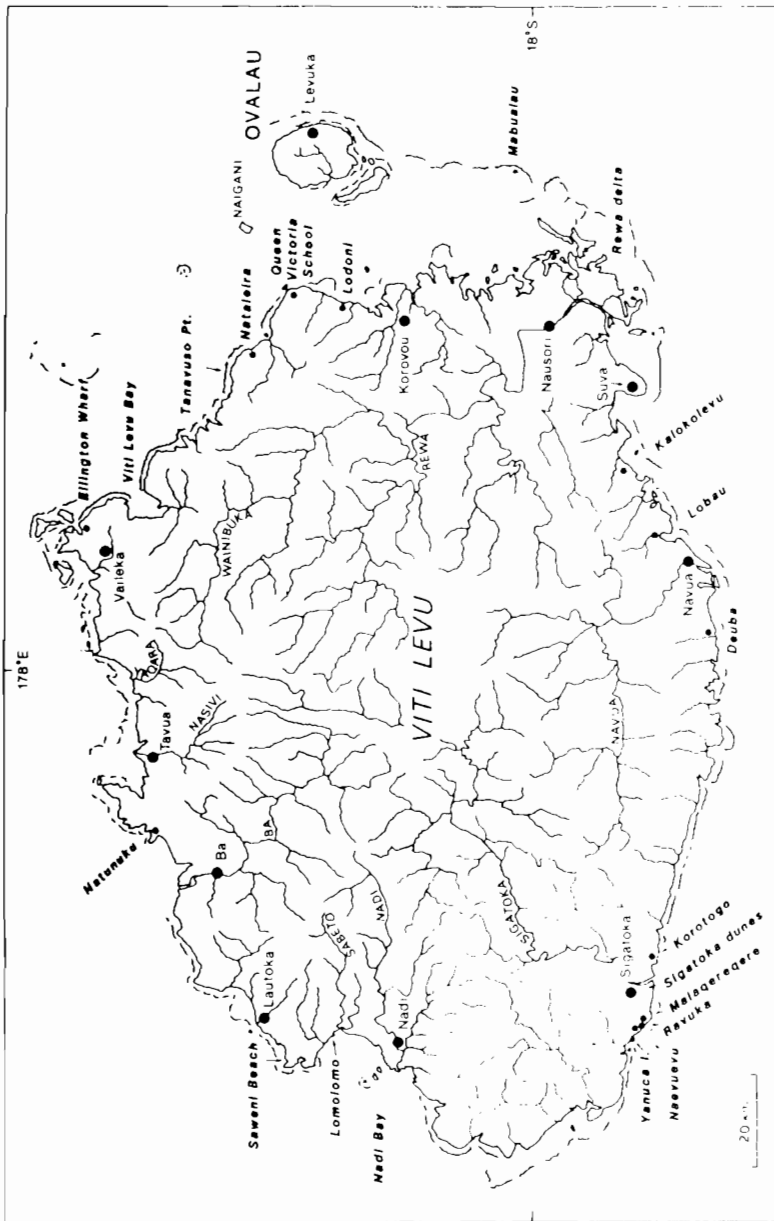 178°E
18°S
Ellington Wharf
Viti Levu Bay
Vaileka
Tanavuso Pt.
Nataleira
Queen
Victoria
School
NAIGANI
OVALAU
Levuka
Lodoni
Korovou
Mabualau
QARA
Tavua
NASIVI
WAINIBUKA
REWA
Natunuku
Ba
BA
VITI LEVU
Nausori
Rewa delta
Suva
Kalokolevu
Lobau
Navua
NAVUA
Deuba
Saweni Beach
Lautoka
SABETO
NADI
Lomolomo
Nadi Bay
Nadi
SIGATOKA
Sigatoka
Korotogo
Sigatoka dunes
Malaqereqere
Ravuka
Yanuca I.
Naevuevu
20 km.